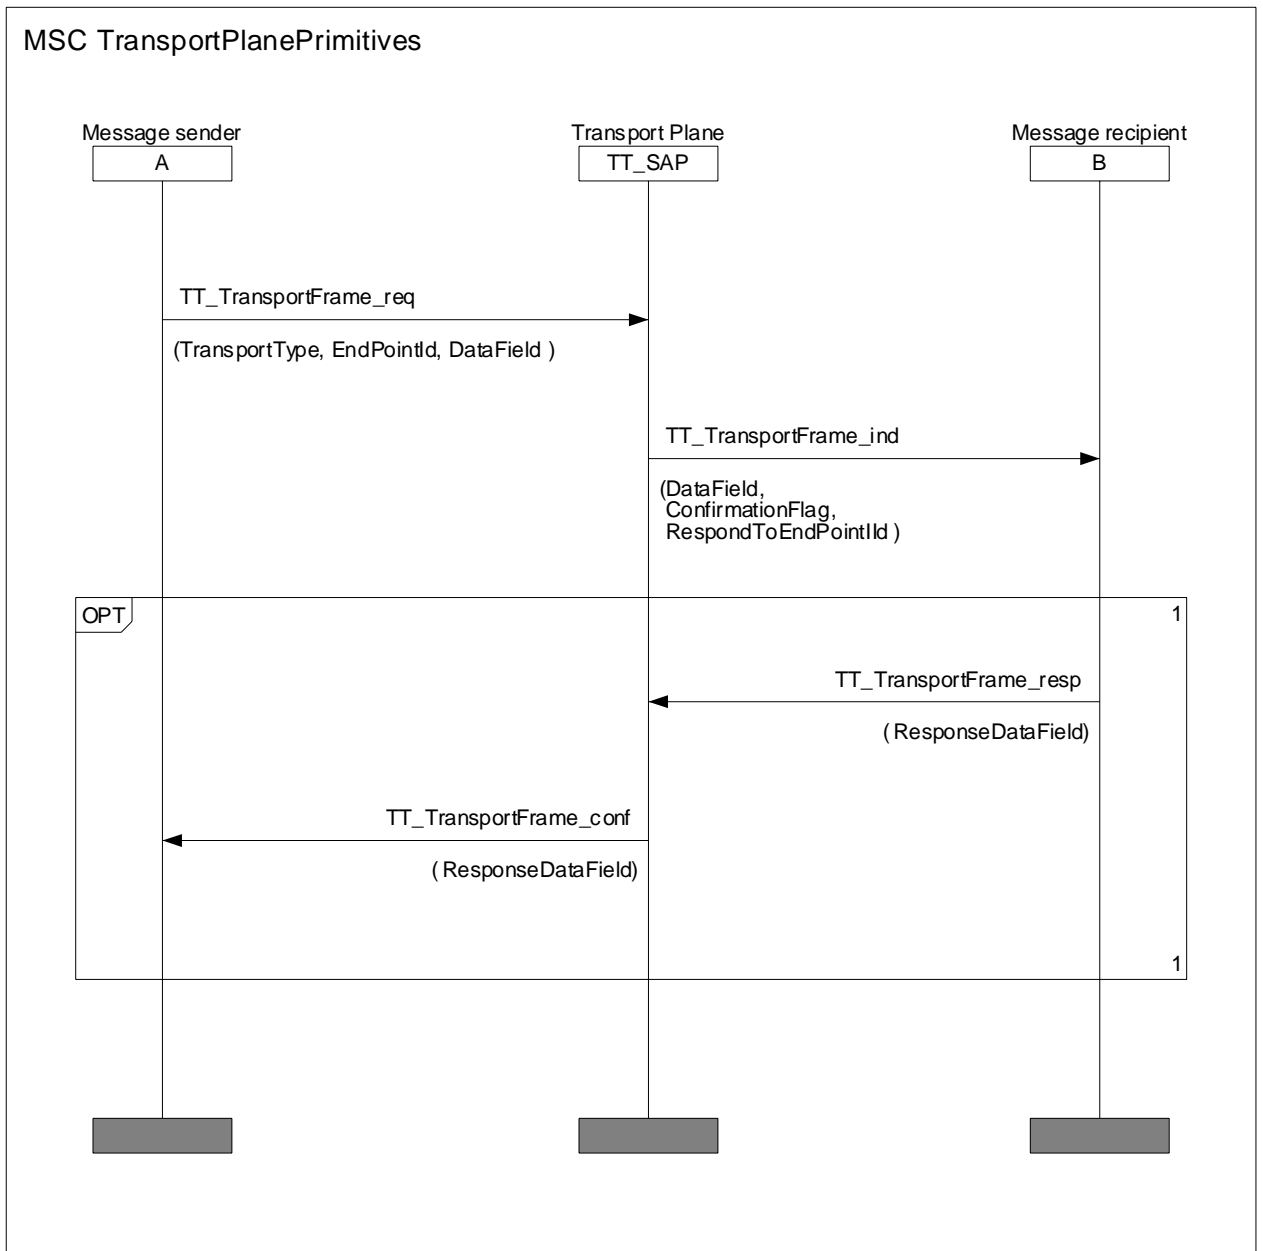 MSC TransportPlanePrimitives
Message sender
Transport Plane
Message recipient
A
TT_SAP
B
TT_TransportFrame_req
(TransportType, EndPointId, DataField )
TT_TransportFrame_ind
(DataField,
ConfirmationFlag,
RespondToEndPointIId )
OPT
1
TT_TransportFrame_resp
( ResponseDataField)
TT_TransportFrame_conf
( ResponseDataField)
1